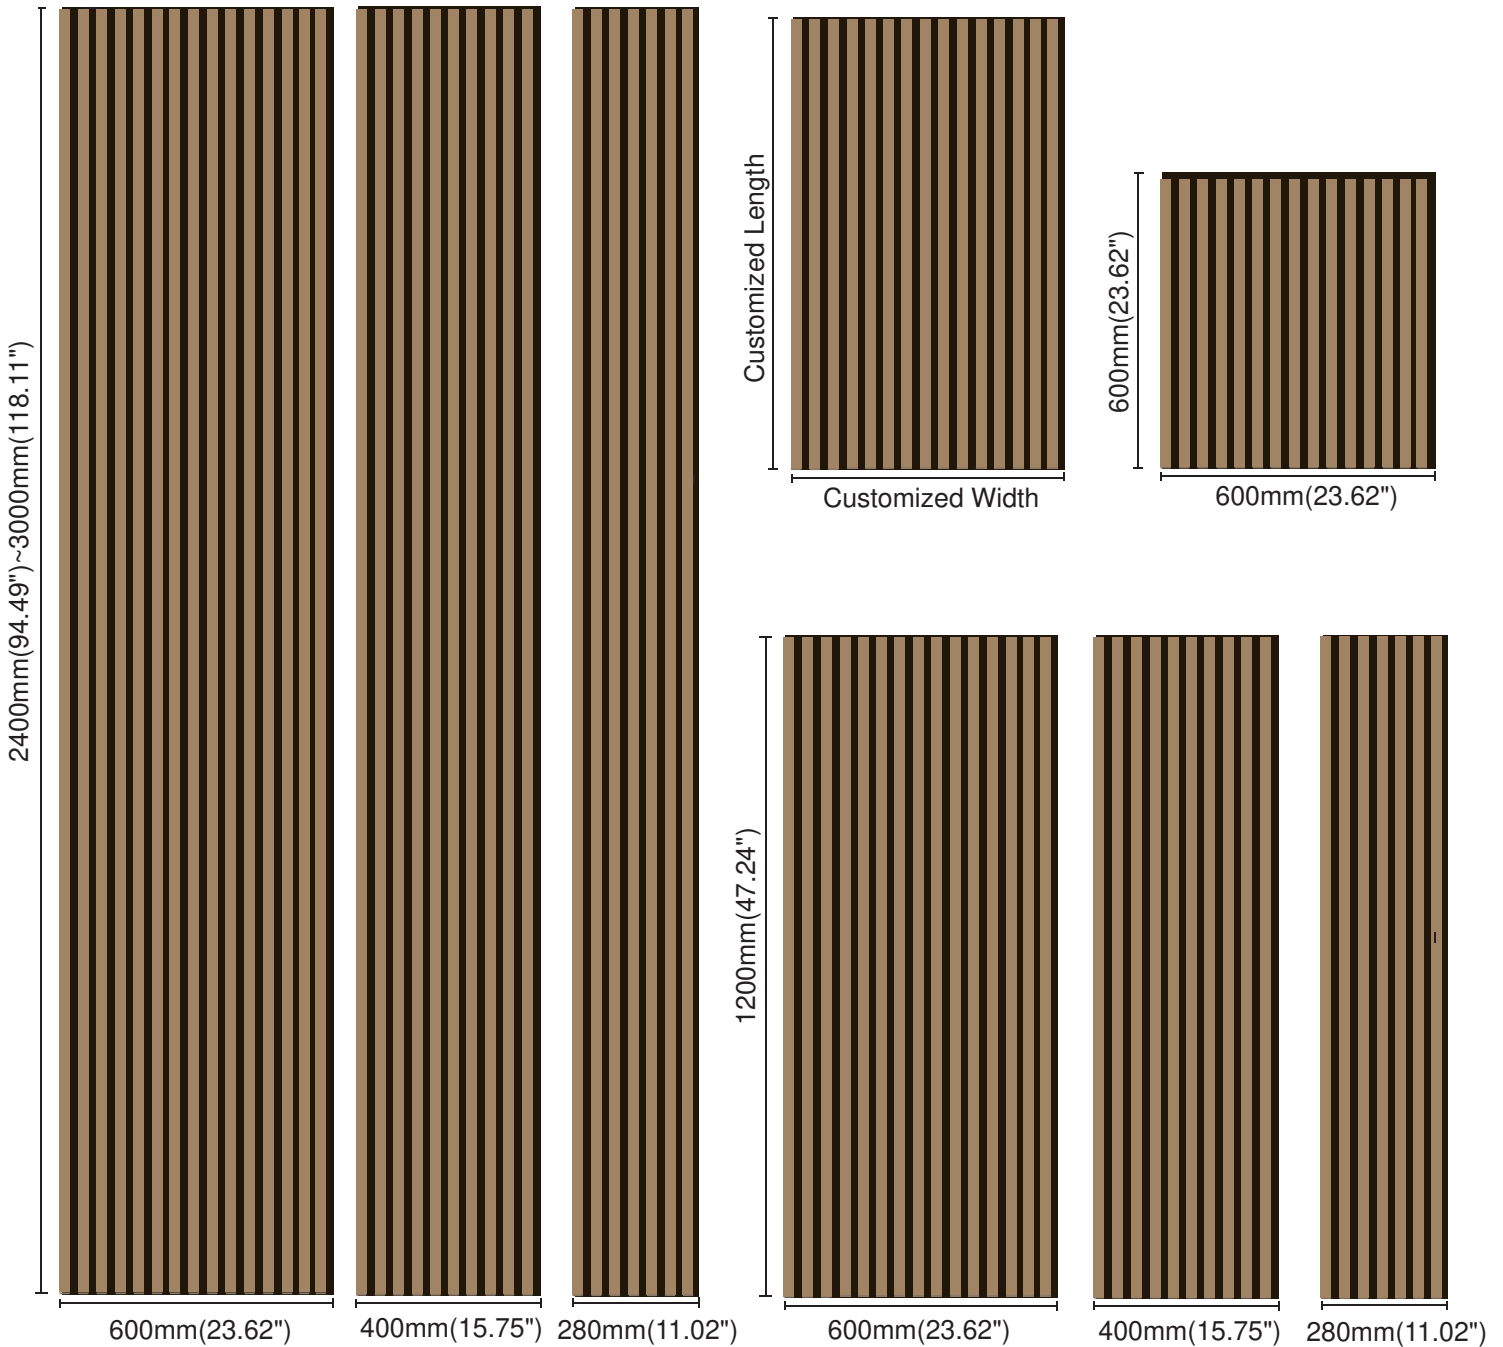 2400mm(94.49")~3000mm(118.11")
600mm(23.62")
400mm(15.75")
280mm(11.02")
Customized Length
Customized Width
600mm(23.62")
600mm(23.62")
1200mm(47.24")
600mm(23.62")
400mm(15.75")
280mm(11.02")